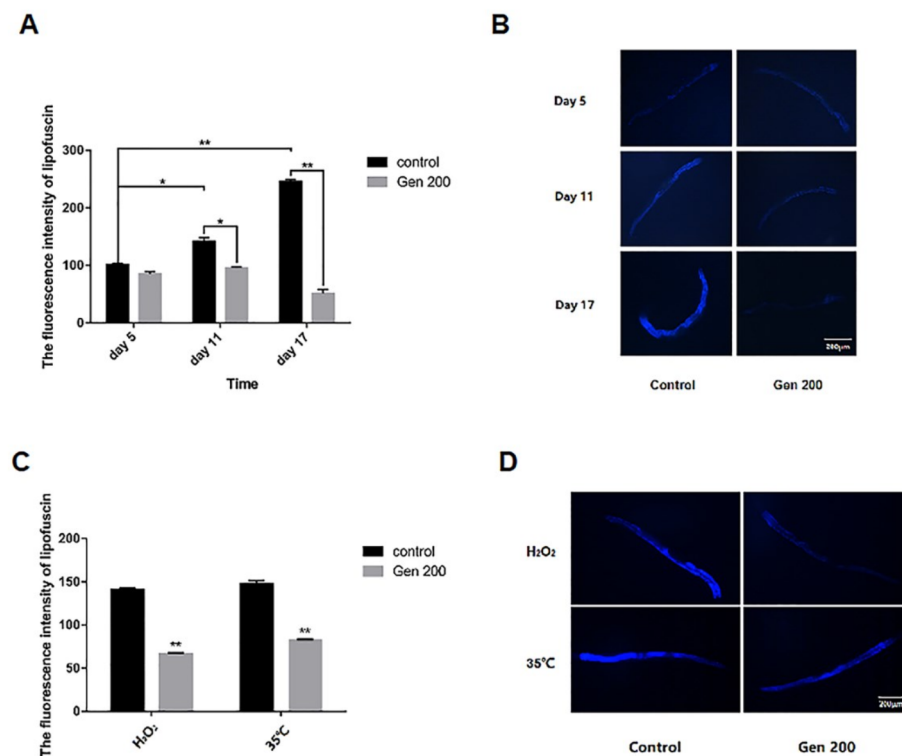 A
The fluorescence intensity of lipofuscin
300
200
100
0
**
*
*
**
control
Gen 200
day 5
day 11
day 17
Time
B
Day 5
Day 11
Day 17
200μm
Control
Gen 200
C
The fluorescence intensity of lipofuscin
200
150
100
50
0
**
**
control
Gen 200
H₂O₂
35℃
D
H₂O₂
35℃
200μm
Control
Gen 200